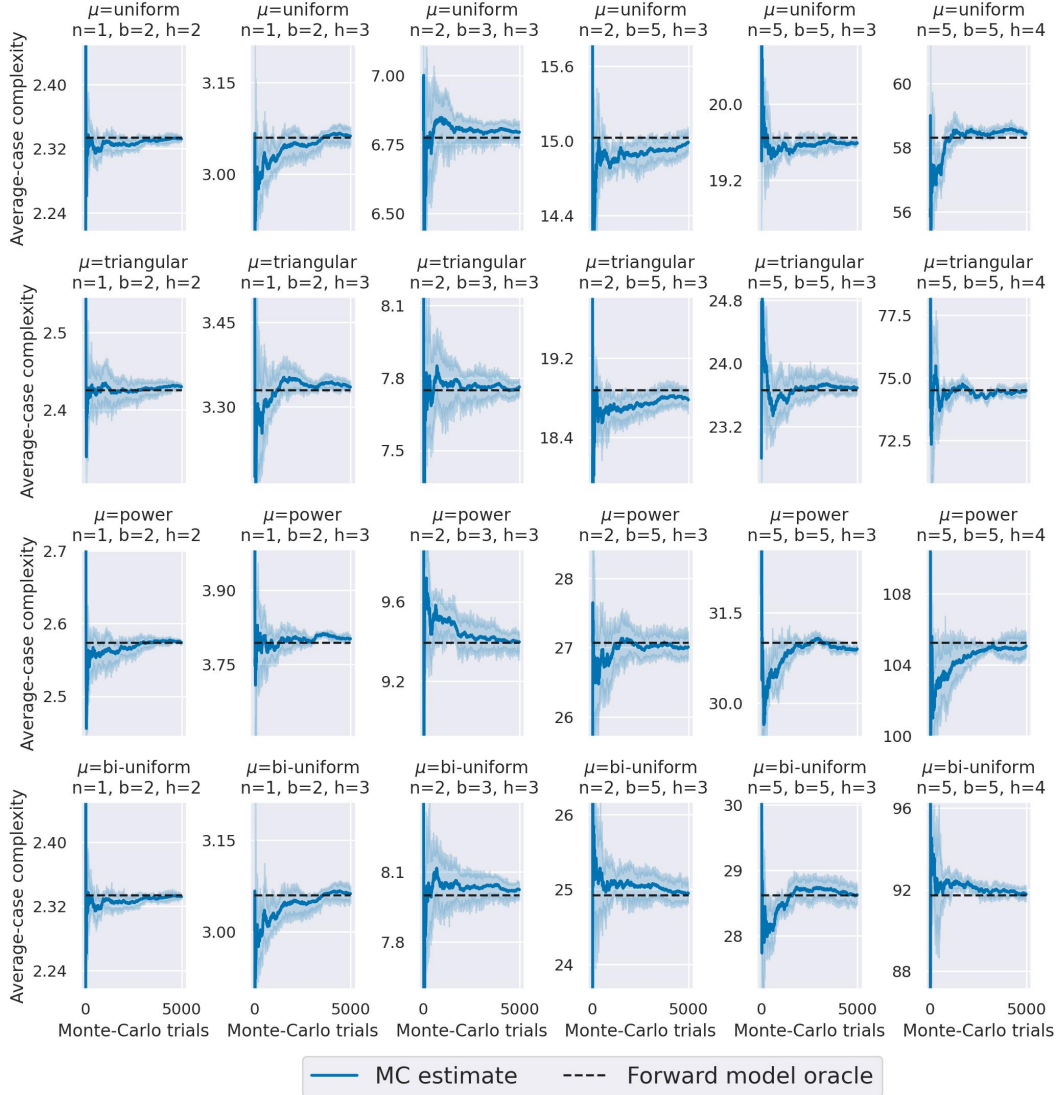 μ=uniform
n=1, b=2, h=2
μ=uniform
n=1, b=2, h=3
μ=uniform
n=2, b=3, h=3
μ=uniform
n=2, b=5, h=3
μ=uniform
n=5, b=5, h=3
μ=uniform
n=5, b=5, h=4
Average-case complexity
2.40
2.32
2.24
3.15
3.00
7.00
6.75
6.50
15.6
15.0
14.4
20.0
19.2
60
58
56
μ=triangular
n=1, b=2, h=2
μ=triangular
n=1, b=2, h=3
μ=triangular
n=2, b=3, h=3
μ=triangular
n=2, b=5, h=3
μ=triangular
n=5, b=5, h=3
μ=triangular
n=5, b=5, h=4
Average-case complexity
2.5
2.4
3.45
3.30
8.1
7.8
7.5
19.2
18.4
24.8
24.0
23.2
77.5
75.0
72.5
μ=power
n=1, b=2, h=2
μ=power
n=1, b=2, h=3
μ=power
n=2, b=3, h=3
μ=power
n=2, b=5, h=3
μ=power
n=5, b=5, h=3
μ=power
n=5, b=5, h=4
Average-case complexity
2.7
2.6
2.5
3.90
3.75
9.6
9.2
28
27
26
31.5
30.0
108
104
100
μ=bi-uniform
n=1, b=2, h=2
μ=bi-uniform
n=1, b=2, h=3
μ=bi-uniform
n=2, b=3, h=3
μ=bi-uniform
n=2, b=5, h=3
μ=bi-uniform
n=5, b=5, h=3
μ=bi-uniform
n=5, b=5, h=4
Average-case complexity
2.40
2.32
2.24
3.15
3.00
8.1
7.8
26
25
24
30
29
28
96
92
88
0 5000
0 5000
0 5000
0 5000
0 5000
0 5000
Monte-Carlo trials
Monte-Carlo trials
Monte-Carlo trials
Monte-Carlo trials
Monte-Carlo trials
Monte-Carlo trials
MC estimate
Forward model oracle